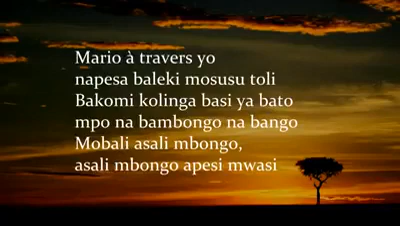 Mario à travers yo
napesa baleki mosusu toli
Bakomi kolinga basi ya bato
mpo na bambongo na bango
Mobali asali mbongo,
asali mbongo apesi mwasi